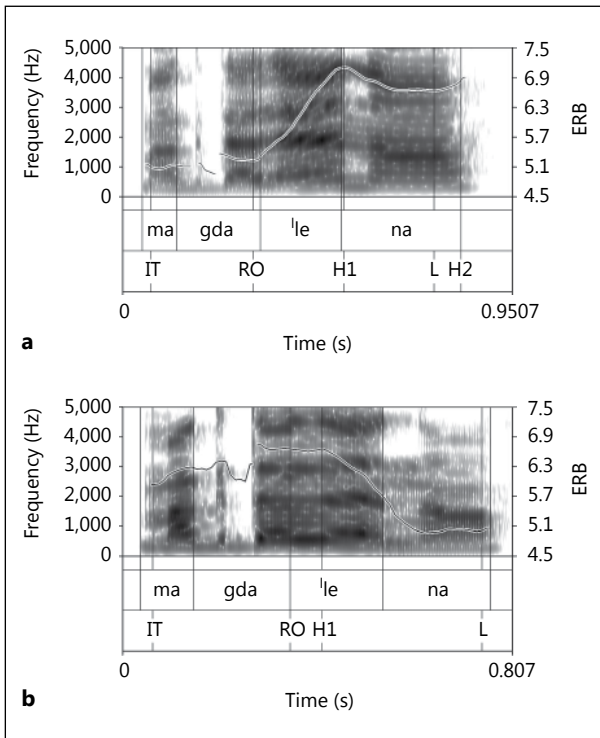 5,000
4,000
3,000
2,000
1,000
0
Frequency (Hz)
7.5
6.9
6.3
5.7
5.1
4.5
ERB
ma gda ˡle na
IT RO H1 L H2
0 0.9507
Time (s)
a
5,000
4,000
3,000
2,000
1,000
0
Frequency (Hz)
7.5
6.9
6.3
5.7
5.1
4.5
ERB
ma gda ˡle na
IT RO H1 L
0 0.807
Time (s)
b